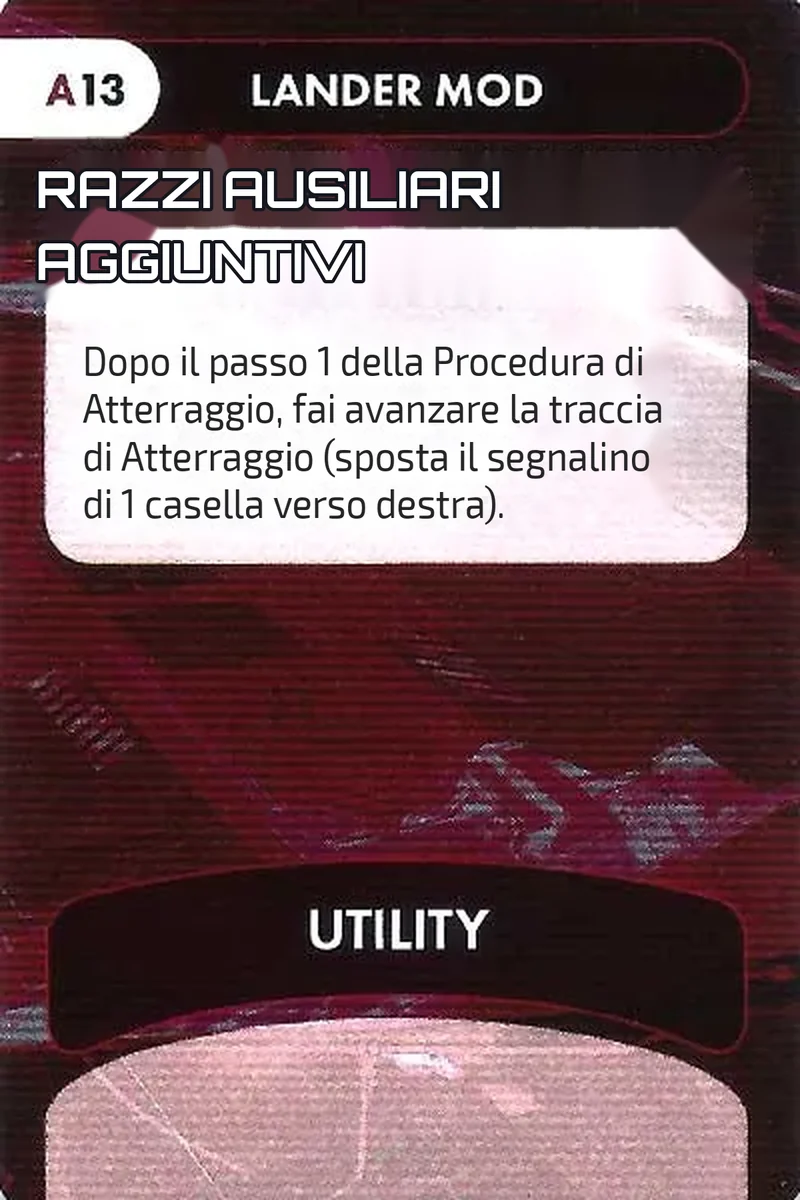 A13
LANDER MOD
RAZZI AUSILIARI
AGGIUNTIVI
Dopo il passo 1 della Procedura di
Atterraggio, fai avanzare la traccia
di Atterraggio (sposta il segnalino
di 1 casella verso destra).
UTILITY